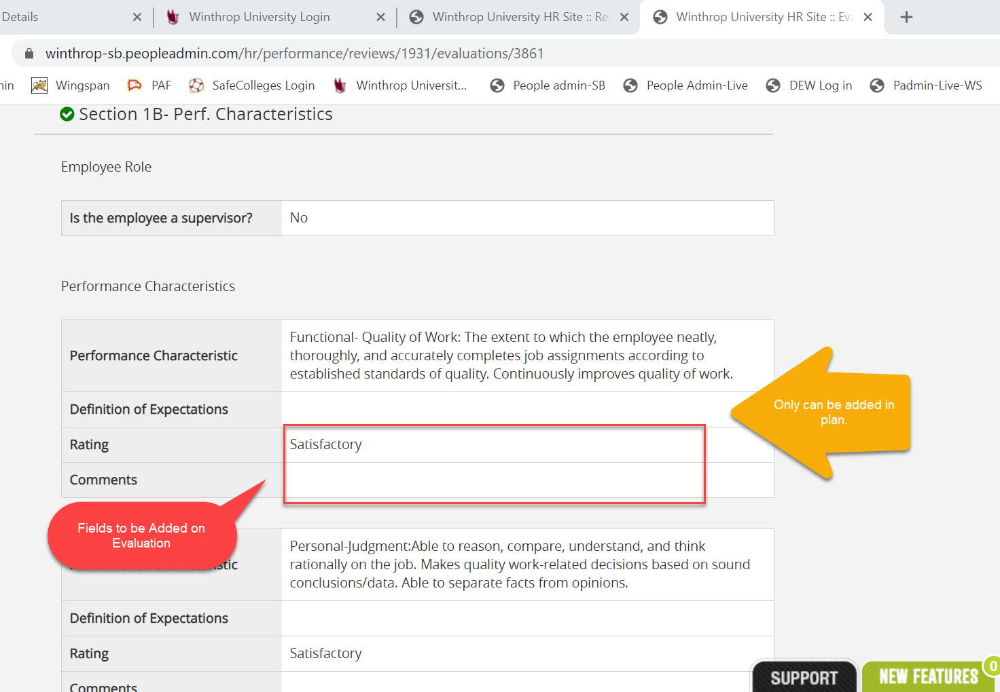 Details
Winthrop University Login
Winthrop University HR Site :: Re
Winthrop University HR Site :: Eva
winthrop-sb.peopleadmin.com/hr/performance/reviews/1931/evaluations/3861
Wingspan
PAF
SafeColleges Login
Winthrop Universit...
People admin-SB
People Admin-Live
DEW Log in
Padmin-Live-WS
Section 1B- Perf. Characteristics
Employee Role
Is the employee a supervisor?
No
Performance Characteristics
Performance Characteristic
Functional- Quality of Work: The extent to which the employee neatly,
thoroughly, and accurately completes job assignments according to
established standards of quality. Continuously improves quality of work.
Only can be added in
plan.
Definition of Expectations
Rating
Satisfactory
Comments
Fields to be Added on
Evaluation
Personal-Judgment:Able to reason, compare, understand, and think
rationally on the job. Makes quality work-related decisions based on sound
conclusions/data. Able to separate facts from opinions.
Definition of Expectations
Rating
Satisfactory
Comments
SUPPORT
NEW FEATURES
0